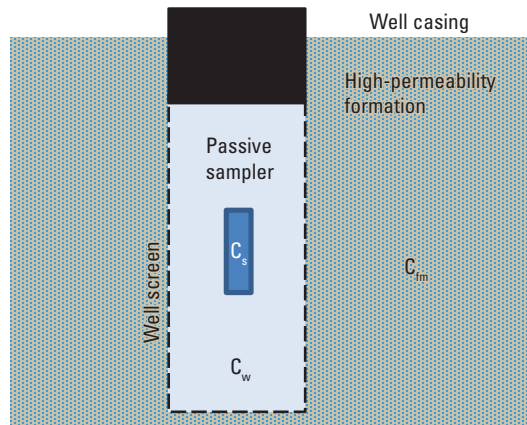 Well casing
High-permeability
formation
Passive
sampler
Cs
Well screen
Cfm
Cw